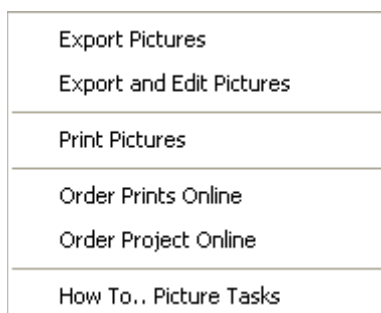 Export Pictures
Export and Edit Pictures
Print Pictures
Order Prints Online
Order Project Online
How To.. Picture Tasks